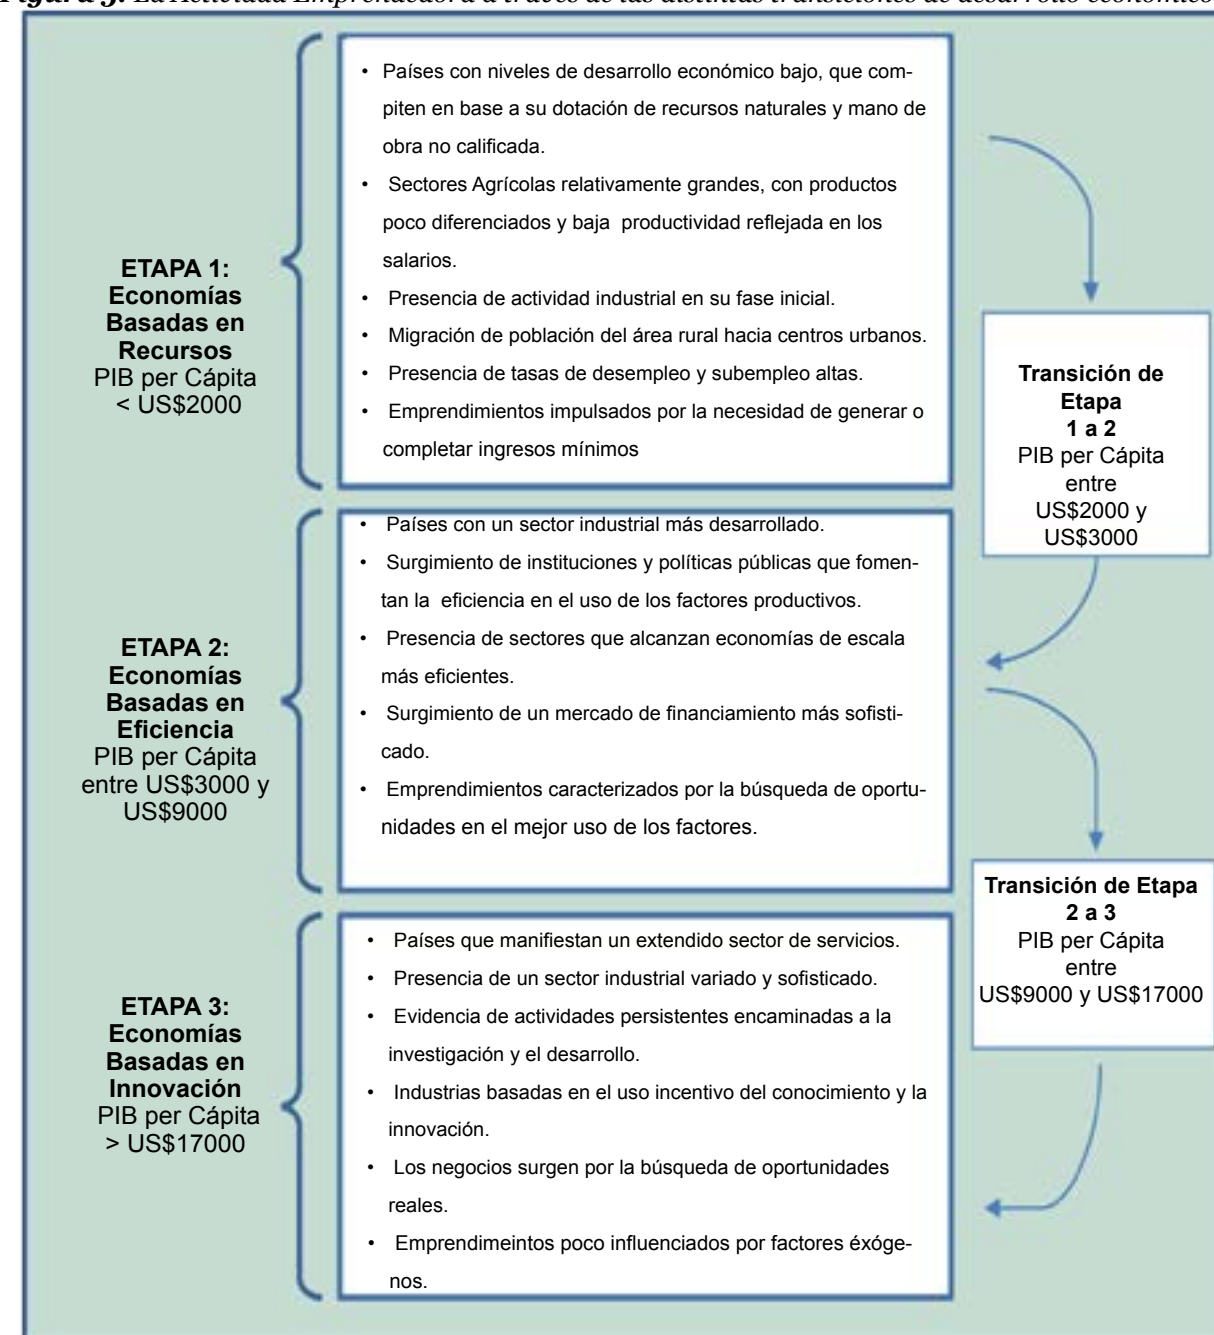 Figura 3. La Actividad Emprendedora a través de las distintas transiciones de desarrollo económico
ETAPA 1:
Economías
Basadas en
Recursos
PIB per Cápita
< US$2000
• Países con niveles de desarrollo económico bajo, que com-
piten en base a su dotación de recursos naturales y mano de
obra no calificada.
• Sectores Agrícolas relativamente grandes, con productos
poco diferenciados y baja productividad reflejada en los
salarios.
• Presencia de actividad industrial en su fase inicial.
• Migración de población del área rural hacia centros urbanos.
• Presencia de tasas de desempleo y subempleo altas.
• Emprendimientos impulsados por la necesidad de generar o
completar ingresos mínimos
Transición de
Etapa
1 a 2
PIB per Cápita
entre
US$2000 y
US$3000
ETAPA 2:
Economías
Basadas en
Eficiencia
PIB per Cápita
entre US$3000 y
US$9000
• Países con un sector industrial más desarrollado.
• Surgimiento de instituciones y políticas públicas que fomen-
tan la eficiencia en el uso de los factores productivos.
• Presencia de sectores que alcanzan economías de escala
más eficientes.
• Surgimiento de un mercado de financiamiento más sofisti-
cado.
• Emprendimientos caracterizados por la búsqueda de oportu-
nidades en el mejor uso de los factores.
Transición de Etapa
2 a 3
PIB per Cápita
entre
US$9000 y US$17000
ETAPA 3:
Economías
Basadas en
Innovación
PIB per Cápita
> US$17000
• Países que manifiestan un extendido sector de servicios.
• Presencia de un sector industrial variado y sofisticado.
• Evidencia de actividades persistentes encaminadas a la
investigación y el desarrollo.
• Industrias basadas en el uso incentivo del conocimiento y la
innovación.
• Los negocios surgen por la búsqueda de oportunidades
reales.
• Emprendimeintos poco influenciados por factores éxóge-
nos.